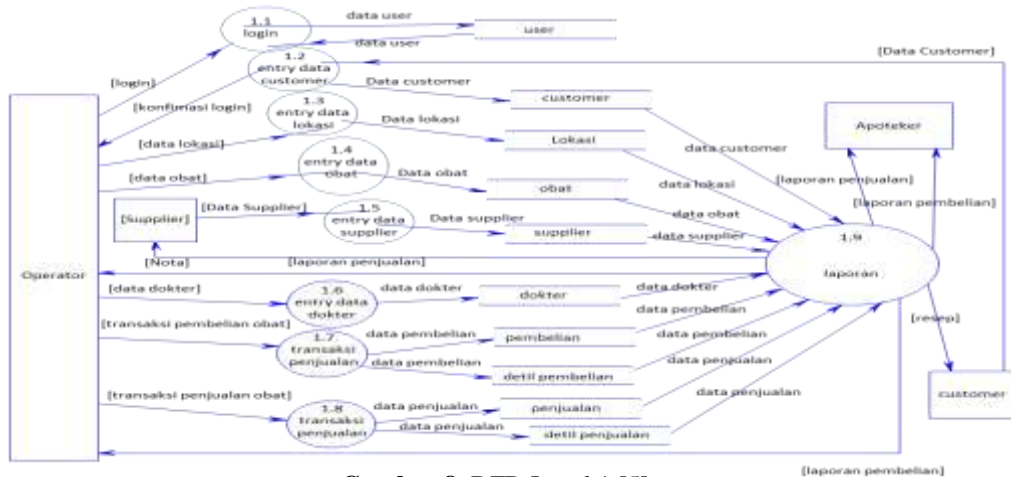 1.1
login
data user
user
data user
1.2
entry data
customer
[Data Customer]
[login]
Data customer
customer
[konfimasi login]
1.3
entry data
lokasi
Data lokasi
Lokasi
Apoteker
[data lokasi]
data customer
1.4
entry data
obat
Data obat
[data obat]
obat
data lokasi
[laporan penjualan]
[Supplier]
[Data Supplier]
1.5
entry data
supplier
Data supplier
supplier
data obat
data supplier
[laporan pembelian]
1.9
laporan
Operator
[Nota]
[laporan penjualan]
[data dokter]
1.6
entry data
dokter
data dokter
dokter
data dokter
[transaksi pembelian obat]
1.7.
transaksi
penjualan
data pembelian
pembelian
data pembelian
data pembelian
detil pembelian
data pembelian
[resep]
customer
[transaksi penjualan obat]
1.8
transaksi
penjualan
data penjualan
penjualan
data penjualan
data penjualan
detil penjualan
data penjualan
[laporan pembelian]